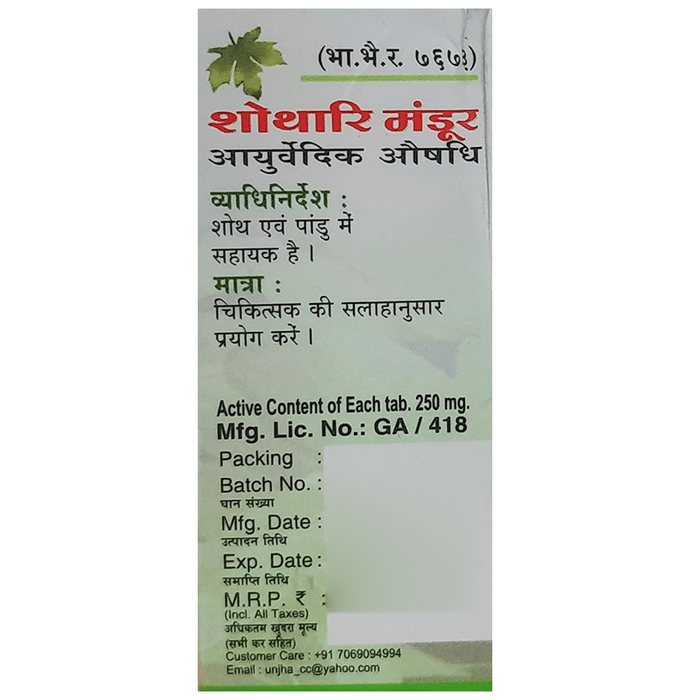 (भा.भै.र. ७६७३)
शोथारि मंडूर
आयुर्वेदिक औषधि
व्याधिनिर्देश :
शोथ एवं पांडु में
सहायक है।
मात्रा :
चिकित्सक की सलाहानुसार
प्रयोग करें।
Active Content of Each tab. 250 mg.
Mfg. Lic. No.: GA / 418
Packing :
Batch No. :
घान संख्या
Mfg. Date :
उत्पादन तिथि
Exp. Date :
समाप्ति तिथि
M.R.P. ₹ :
(Incl. All Taxes)
अधिकतम खुदरा मूल्य
(सभी कर सहित)
Customer Care : +91 7069094994
Email : unjha_cc@yahoo.com